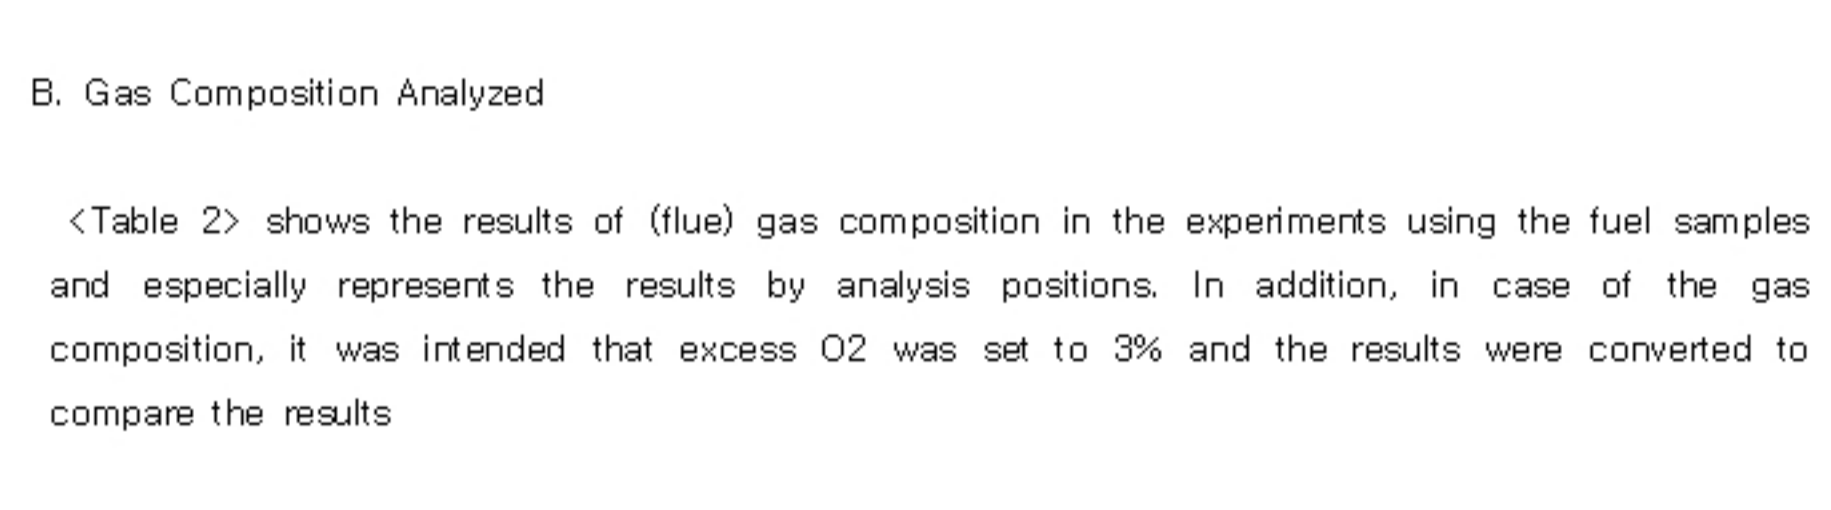 B. Gas Composition Analyzed
<Table 2> shows the results of (flue) gas composition in the experiments using the fuel samples
and especially represents the results by analysis positions. In addition, in case of the gas
composition, it was intended that excess O2 was set to 3% and the results were converted to
compare the results